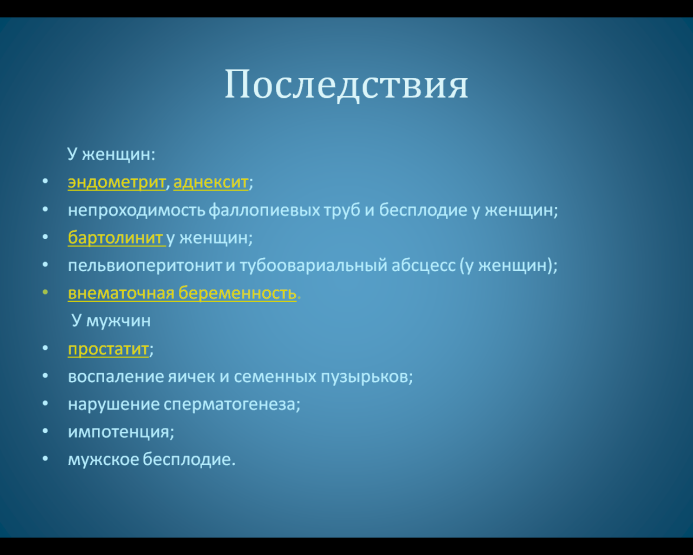 Последствия
У женщин:
• эндометрит, аднексит;
• непроходимость фаллопиевых труб и бесплодие у женщин;
• бартолинит у женщин;
• пельвиоперитонит и тубоовариальный абсцесс (у женщин);
• внематочная беременность.
У мужчин
• простатит;
• воспаление яичек и семенных пузырьков;
• нарушение сперматогенеза;
• импотенция;
• мужское бесплодие.